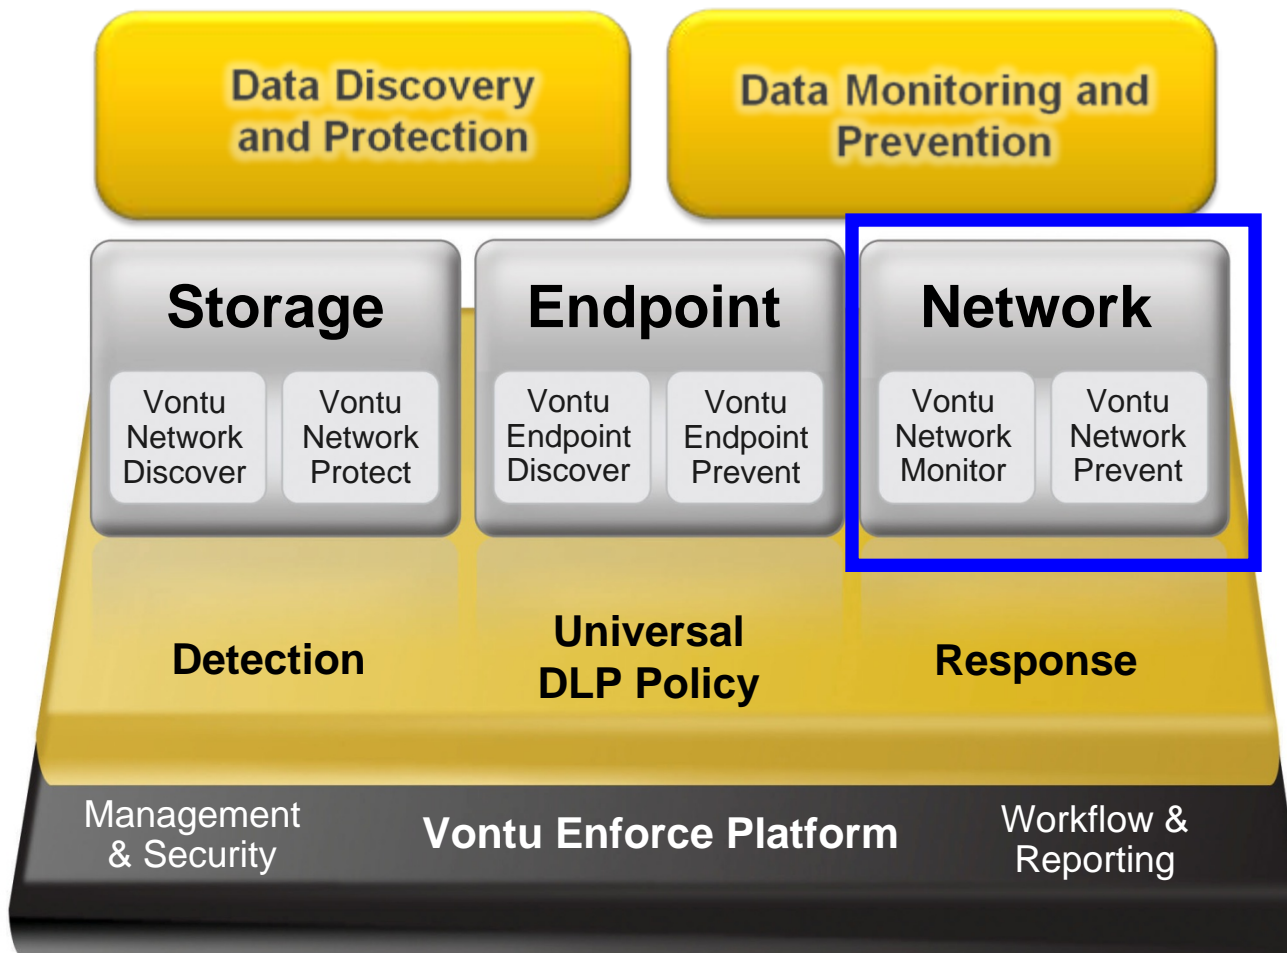 Data Discovery
and Protection
Data Monitoring and
Prevention
Storage
Vontu
Network
Discover
Vontu
Network
Protect
Endpoint
Vontu
Endpoint
Discover
Vontu
Endpoint
Prevent
Network
Vontu
Network
Monitor
Vontu
Network
Prevent
Detection
Universal
DLP Policy
Response
Management
& Security
Vontu Enforce Platform
Workflow &
Reporting